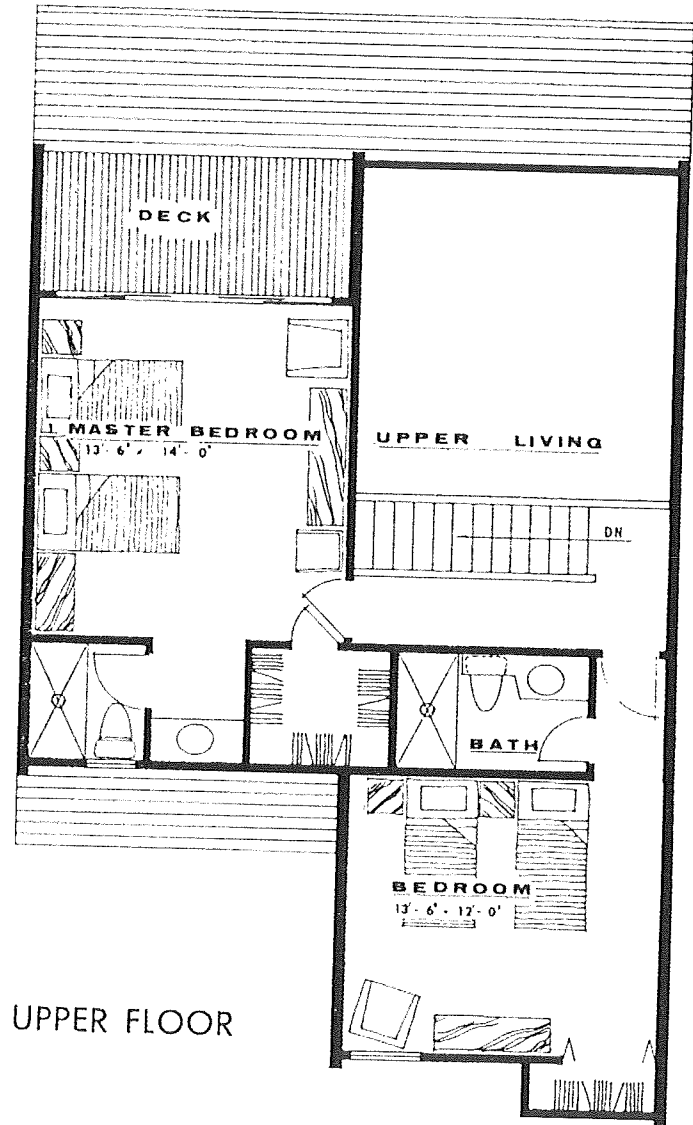 DECK
MASTER BEDROOM
13'-6" x 14'-0"
UPPER LIVING
DN
BATH
BEDROOM
13'-6" x 12'-0"
UPPER FLOOR